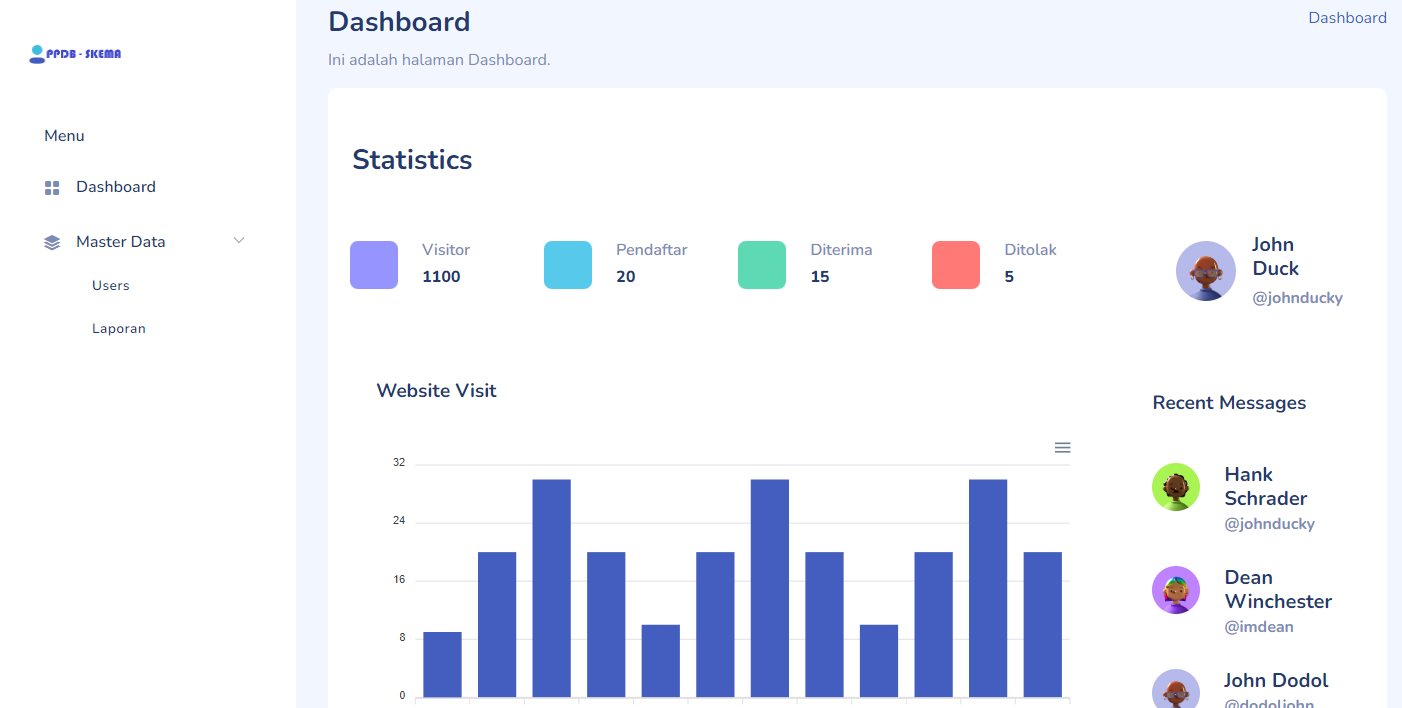 Dashboard
Dashboard
Ini adalah halaman Dashboard.
PPDB - SKEMA
Menu
Dashboard
Master Data
Users
Laporan
Statistics
Visitor
1100
Pendaftar
20
Diterima
15
Ditolak
5
John
Duck
@johnducky
Website Visit
32
24
16
8
0
Recent Messages
Hank
Schrader
@johnducky
Dean
Winchester
@imdean
John Dodol
@dodoljohn